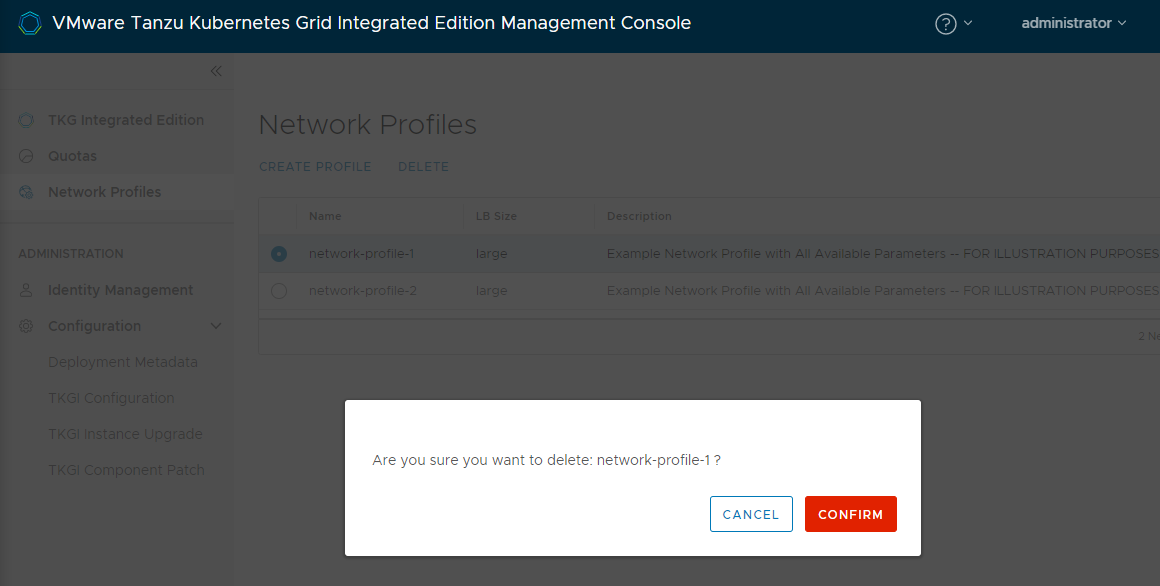 VMware Tanzu Kubernetes Grid Integrated Edition Management Console
administrator
TKG Integrated Edition
Quotas
Network Profiles
ADMINISTRATION
Identity Management
Configuration
Deployment Metadata
TKGI Configuration
TKGI Instance Upgrade
TKGI Component Patch
Network Profiles
CREATE PROFILE DELETE
Name LB Size Description
network-profile-1 large Example Network Profile with All Available Parameters -- FOR ILLUSTRATION PURPOSES
network-profile-2 large Example Network Profile with All Available Parameters -- FOR ILLUSTRATION PURPOSES
2
Are you sure you want to delete: network-profile-1 ?
CANCEL CONFIRM